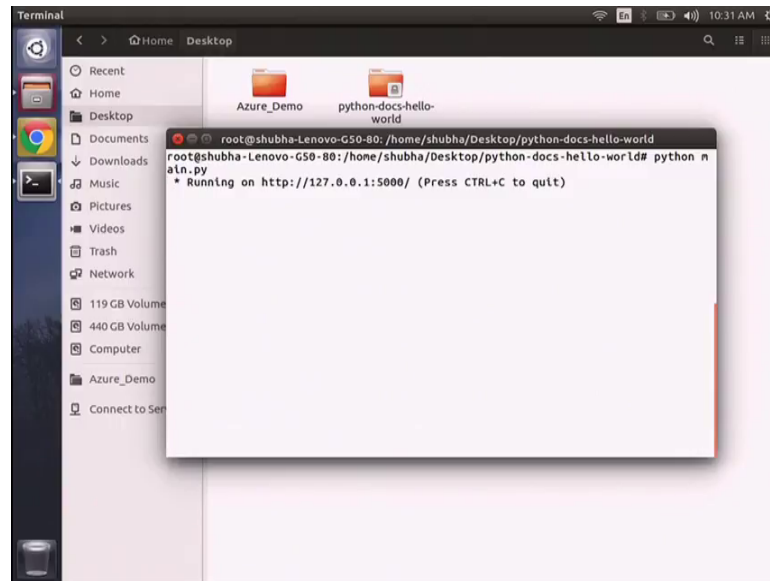 Terminal
En
10:31 AM
Home Desktop
Recent
Home
Desktop
Documents
Downloads
Music
Pictures
Videos
Trash
Network
119 GB Volume
440 GB Volume
Computer
Azure_Demo
Connect to Ser
Azure_Demo
python-docs-hello-
world
root@shubha-Lenovo-G50-80: /home/shubha/Desktop/python-docs-hello-world
root@shubha-Lenovo-G50-80:/home/shubha/Desktop/python-docs-hello-world# python m
ain.py
 * Running on http://127.0.0.1:5000/ (Press CTRL+C to quit)